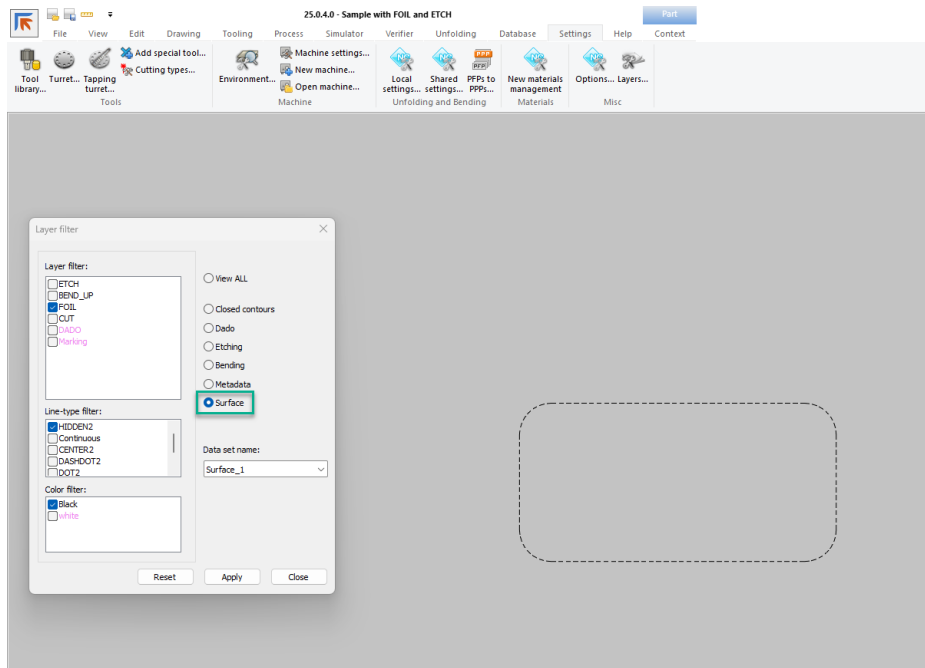 25.0.4.0 - Sample with FOIL and ETCH
Part
File View Edit Drawing Tooling Process Simulator Verifier Unfolding Database Settings Help Context
Tool library...
Turret...
Tapping turret...
Add special tool...
Cutting types...
Tools
Environment...
Machine settings...
New machine...
Open machine...
Machine
Local settings...
Shared settings...
PFP
PFPs to PPPs...
Unfolding and Bending
New materials management
Materials
Options...
Layers...
Misc
Layer filter
Layer filter:
ETCH
BEND_UP
FOIL
CUT
DADO
Marking
View ALL
Closed contours
Dado
Etching
Bending
Metadata
Surface
Line-type filter:
HIDDEN2
Continuous
CENTER2
DASHDOT2
DOT2
Data set name:
Surface_1
Color filter:
Black
white
Reset Apply Close